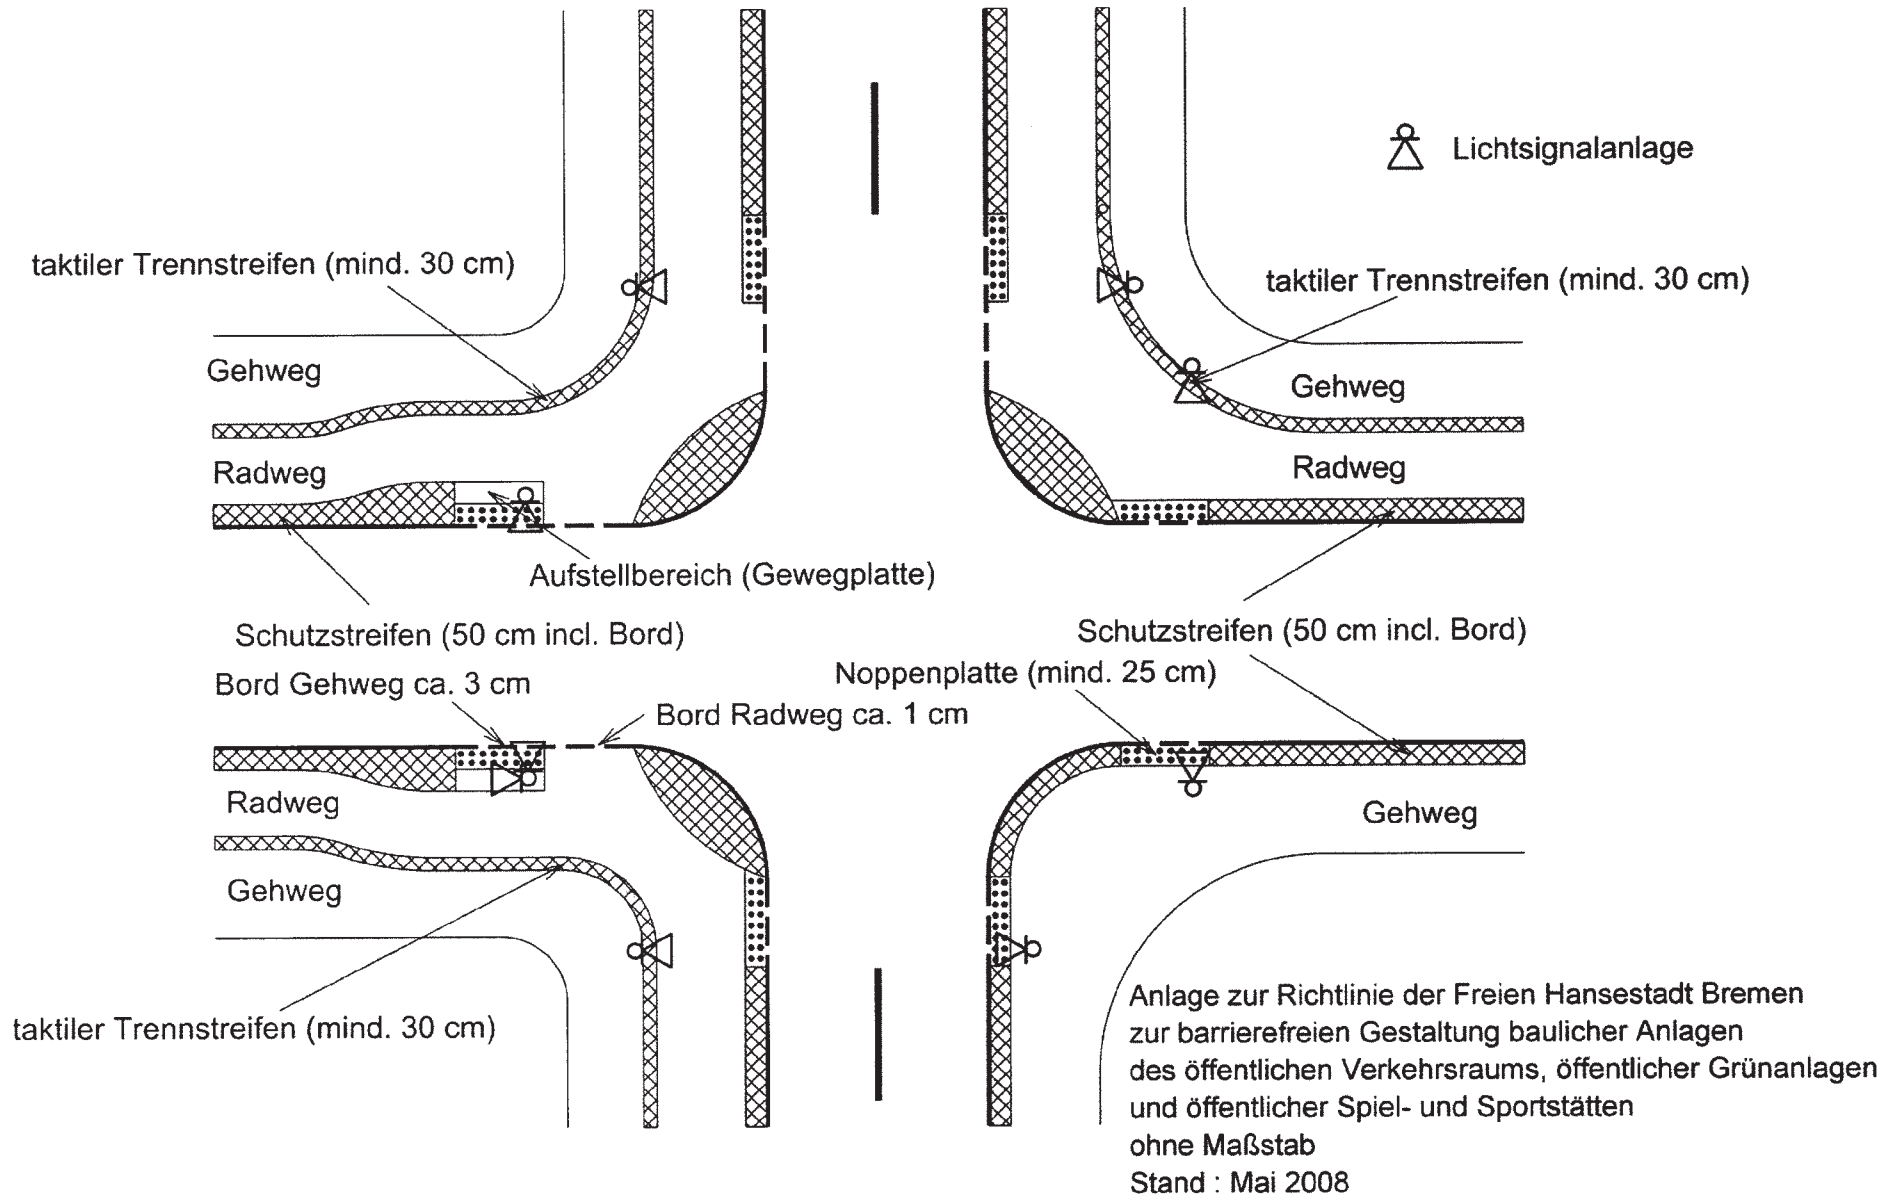 Lichtsignalanlage
taktiler Trennstreifen (mind. 30 cm)
taktiler Trennstreifen (mind. 30 cm)
Gehweg
Gehweg
Radweg
Radweg
Aufstellbereich (Gewegplatte)
Schutzstreifen (50 cm incl. Bord)
Schutzstreifen (50 cm incl. Bord)
Bord Gehweg ca. 3 cm
Noppenplatte (mind. 25 cm)
Bord Radweg ca. 1 cm
Radweg
Gehweg
Gehweg
taktiler Trennstreifen (mind. 30 cm)
Anlage zur Richtlinie der Freien Hansestadt Bremen
zur barrierefreien Gestaltung baulicher Anlagen
des öffentlichen Verkehrsraums, öffentlicher Grünanlagen
und öffentlicher Spiel- und Sportstätten
ohne Maßstab
Stand : Mai 2008